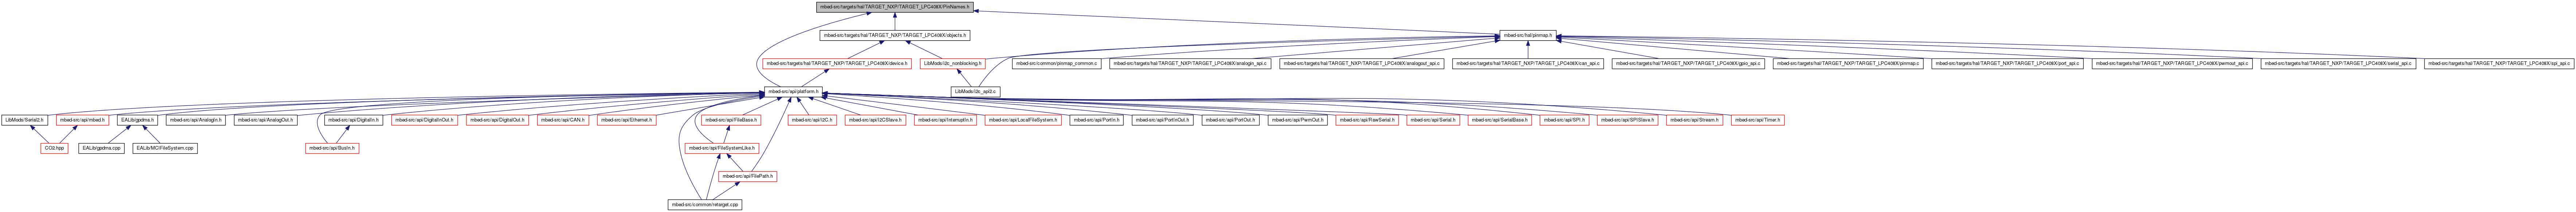 mbed-src/targets/hal/TARGET_NXP/TARGET_LPC408X/PinNames.h
mbed-src/targets/hal/TARGET_NXP/TARGET_LPC408X/objects.h
mbed-src/hal/pinmap.h
mbed-src/targets/hal/TARGET_NXP/TARGET_LPC408X/device.h
LibMods/i2c_nonblocking.h
mbed-src/common/pinmap_common.c
mbed-src/targets/hal/TARGET_NXP/TARGET_LPC408X/analogin_api.c
mbed-src/targets/hal/TARGET_NXP/TARGET_LPC408X/analogout_api.c
mbed-src/targets/hal/TARGET_NXP/TARGET_LPC408X/can_api.c
mbed-src/targets/hal/TARGET_NXP/TARGET_LPC408X/gpio_api.c
mbed-src/targets/hal/TARGET_NXP/TARGET_LPC408X/pinmap.c
mbed-src/targets/hal/TARGET_NXP/TARGET_LPC408X/port_api.c
mbed-src/targets/hal/TARGET_NXP/TARGET_LPC408X/pwmout_api.c
mbed-src/targets/hal/TARGET_NXP/TARGET_LPC408X/serial_api.c
mbed-src/targets/hal/TARGET_NXP/TARGET_LPC408X/spi_api.c
mbed-src/api/platform.h
LibMods/i2c_api2.c
LibMods/Serial2.h
mbed-src/api/mbed.h
EALib/gpdma.h
mbed-src/api/AnalogIn.h
mbed-src/api/AnalogOut.h
mbed-src/api/DigitalIn.h
mbed-src/api/DigitalInOut.h
mbed-src/api/DigitalOut.h
mbed-src/api/CAN.h
mbed-src/api/Ethernet.h
mbed-src/api/FileBase.h
mbed-src/api/I2C.h
mbed-src/api/I2CSlave.h
mbed-src/api/InterruptIn.h
mbed-src/api/LocalFileSystem.h
mbed-src/api/PortIn.h
mbed-src/api/PortInOut.h
mbed-src/api/PortOut.h
mbed-src/api/PwmOut.h
mbed-src/api/RawSerial.h
mbed-src/api/Serial.h
mbed-src/api/SerialBase.h
mbed-src/api/SPI.h
mbed-src/api/SPISlave.h
mbed-src/api/Stream.h
mbed-src/api/Timer.h
CO2.hpp
EALib/gpdma.cpp
EALib/MCIFileSystem.cpp
mbed-src/api/BusIn.h
mbed-src/api/FileSystemLike.h
mbed-src/api/FilePath.h
mbed-src/common/retarget.cpp